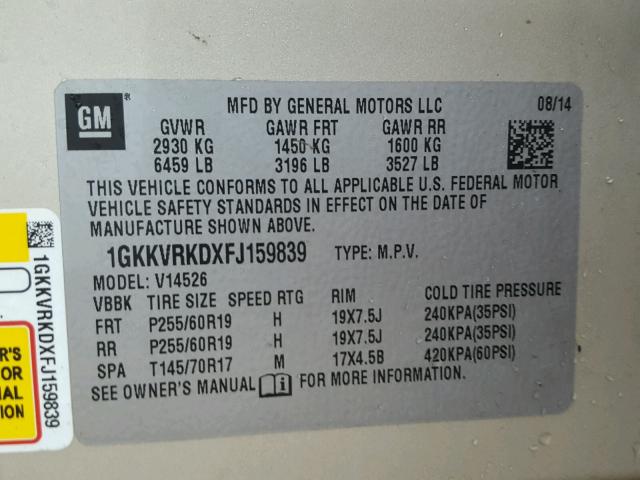 GM
MFD BY GENERAL MOTORS LLC 08/14
GVWR GAWR FRT GAWR RR
2930 KG 1450 KG 1600 KG
6459 LB 3196 LB 3527 LB
THIS VEHICLE CONFORMS TO ALL APPLICABLE U.S. FEDERAL MOTOR
VEHICLE SAFETY STANDARDS IN EFFECT ON THE DATE OF
MANUFACTURE SHOWN ABOVE.
1GKKVRKDXFJ159839 TYPE: M.P.V.
MODEL: V14526
VBBK TIRE SIZE SPEED RTG RIM COLD TIRE PRESSURE
FRT P255/60R19 H 19X7.5J 240KPA(35PSI)
RR P255/60R19 H 19X7.5J 240KPA(35PSI)
SPA T145/70R17 M 17X4.5B 420KPA(60PSI)
SEE OWNER'S MANUAL FOR MORE INFORMATION.
1GKKVRKDXFJ159839
R'S
OR
NAL
TION